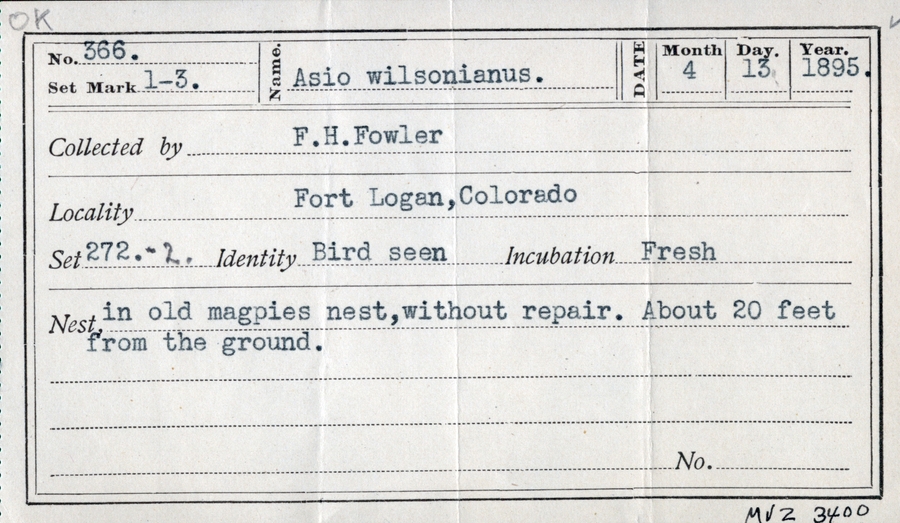 OK
No. 366. Name. Asio wilsonianus. DATE Month Day. Year.
Set Mark 1-3. 4 13 1895.
Collected by F.H.Fowler
Locality Fort Logan,Colorado
Set 272.-2. Identity Bird seen Incubation Fresh
Nest, in old magpies nest,without repair. About 20 feet
from the ground.
No.
MVZ 3400